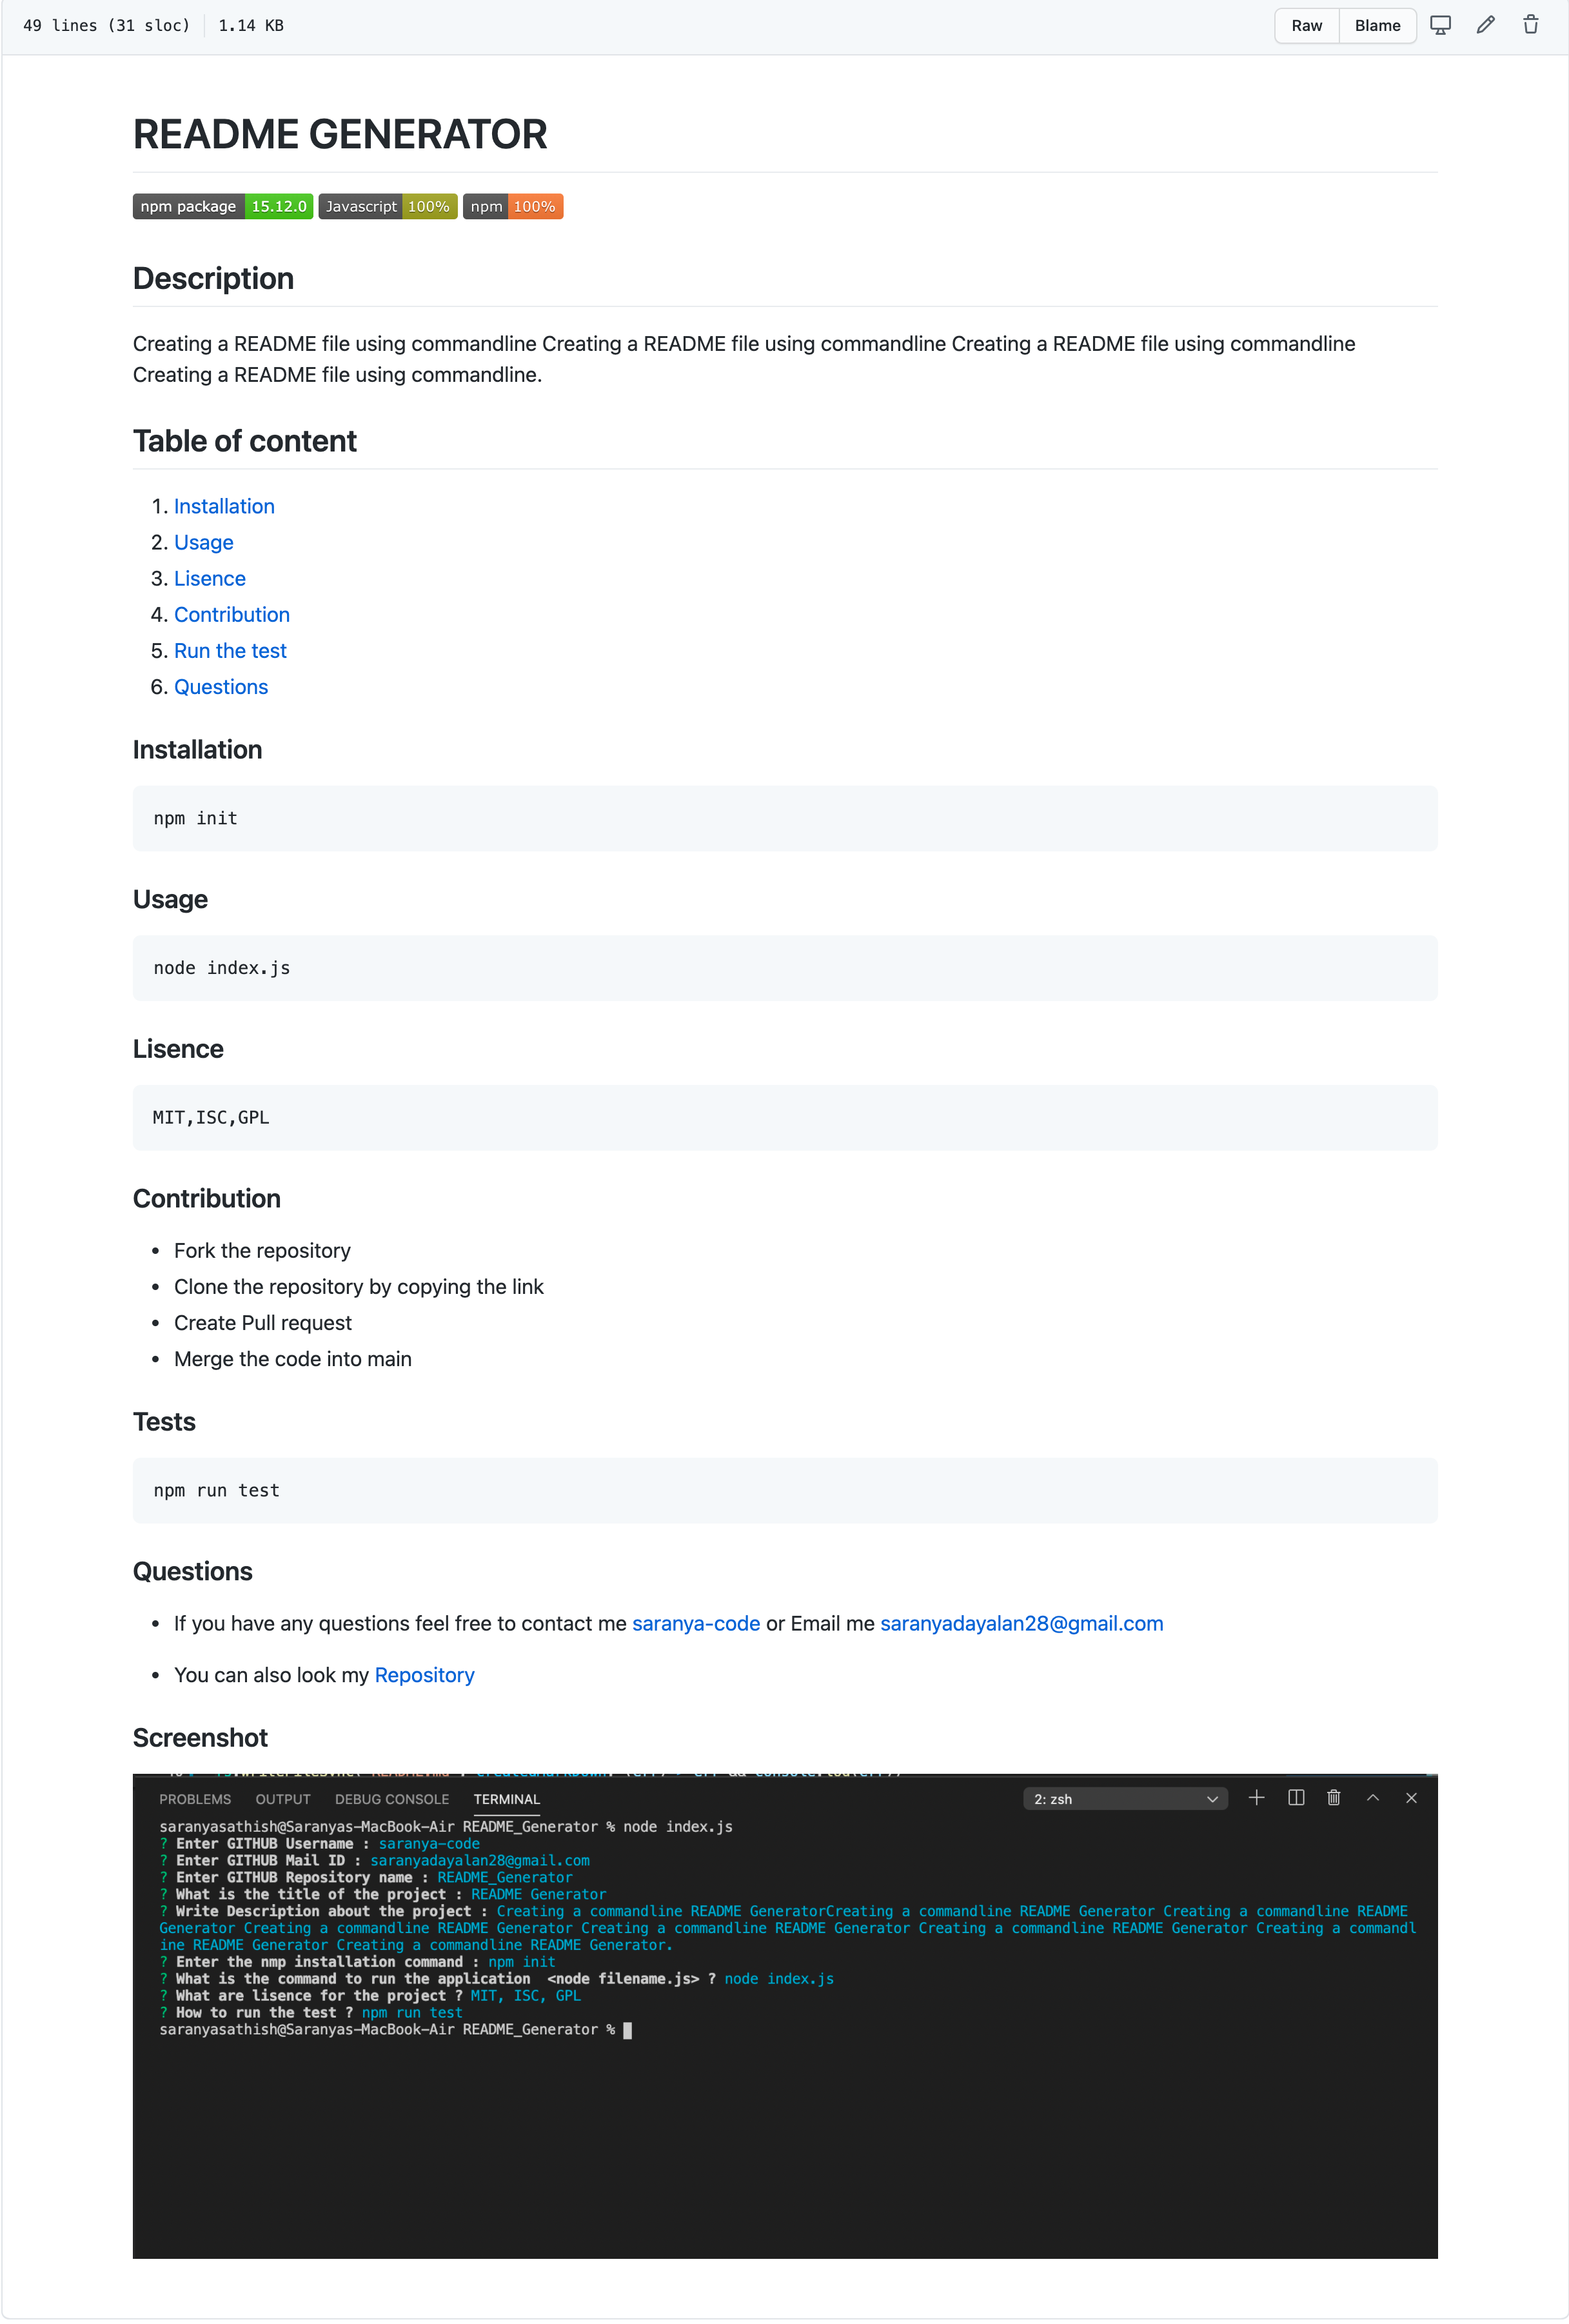 49 lines (31 sloc) 1.14 KB Raw Blame
README GENERATOR
npm package 15.12.0 Javascript 100% npm 100%
Description
Creating a README file using commandline Creating a README file using commandline Creating a README file using commandline
Creating a README file using commandline.
Table of content
1. Installation
2. Usage
3. Lisence
4. Contribution
5. Run the test
6. Questions
Installation
npm init
Usage
node index.js
Lisence
MIT,ISC,GPL
Contribution
• Fork the repository
• Clone the repository by copying the link
• Create Pull request
• Merge the code into main
Tests
npm run test
Questions
• If you have any questions feel free to contact me saranya-code or Email me saranyadayalan28@gmail.com
• You can also look my Repository
Screenshot
PROBLEMS OUTPUT DEBUG CONSOLE TERMINAL 2: zsh
saranyasathish@Saranyas-MacBook-Air README_Generator % node index.js
? Enter GITHUB Username : saranya-code
? Enter GITHUB Mail ID : saranyadayalan28@gmail.com
? Enter GITHUB Repository name : README_Generator
? What is the title of the project : README Generator
? Write Description about the project : Creating a commandline README GeneratorCreating a commandline README Generator Creating a commandline README
Generator Creating a commandline README Generator Creating a commandline README Generator Creating a commandline README Generator Creating a commandl
ine README Generator Creating a commandline README Generator.
? Enter the nmp installation command : npm init
? What is the command to run the application <node filename.js> ? node index.js
? What are lisence for the project ? MIT, ISC, GPL
? How to run the test ? npm run test
saranyasathish@Saranyas-MacBook-Air README_Generator %